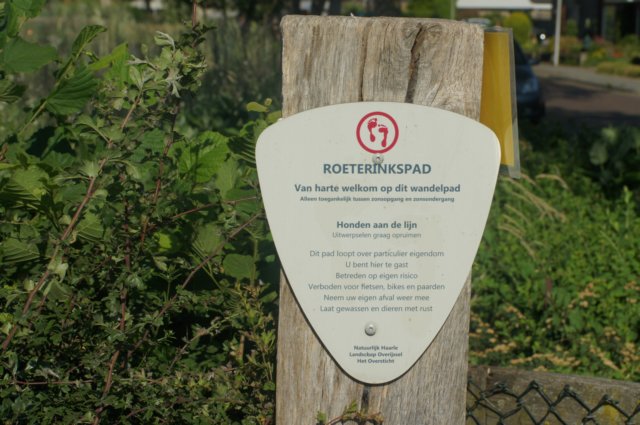 ROETERINKSPAD
Van harte welkom op dit wandelpad
Alleen toegankelijk tussen zonsopgang en zonsondergang
Honden aan de lijn
Uitwerpselen graag opruimen
Dit pad loopt over particulier eigendom
U bent hier te gast
Betreden op eigen risico
Verboden voor fietsen, bikes en paarden
Neem uw eigen afval weer mee
Laat gewassen en dieren met rust
Natuurlijk Haarle
Landschap Overijssel
Het Oversticht